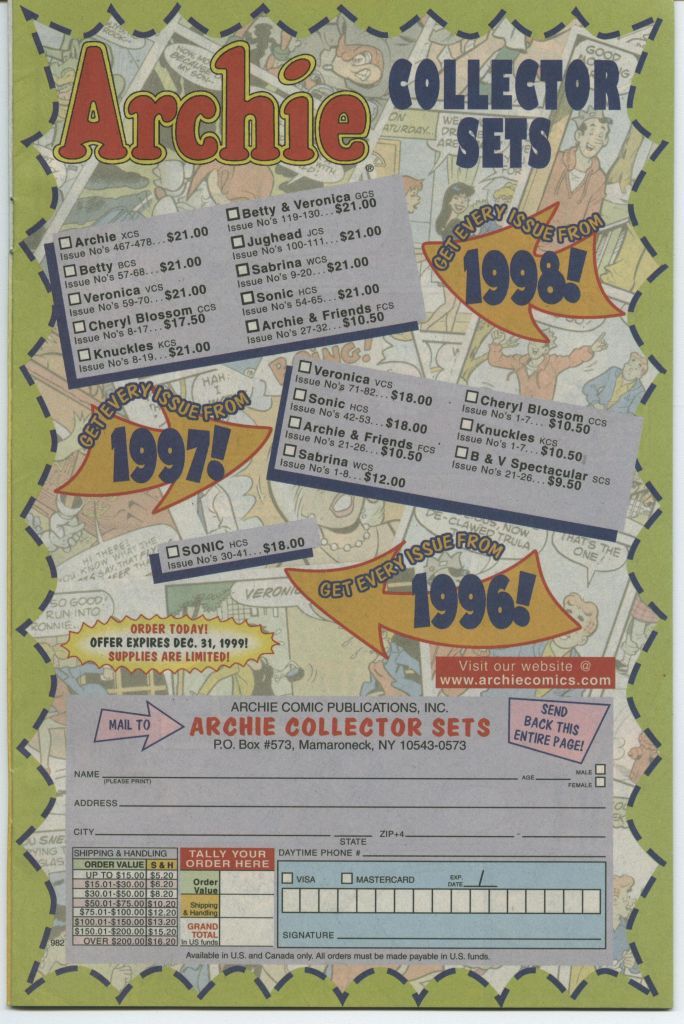 Archie
®
COLLECTOR
SETS
GET EVERY ISSUE FROM
1998!
Archie XCS
Issue No's 467-478...$21.00
Betty BCS
Issue No's 57-68...$21.00
Veronica VCS
Issue No's 59-70...$21.00
Cheryl Blossom CCS
Issue No's 8-17...$17.50
Knuckles KCS
Issue No's 8-19...$21.00
Betty & Veronica GCS
Issue No's 119-130...$21.00
Jughead JCS
Issue No's 100-111...$21.00
Sabrina WCS
Issue No's 9-20...$21.00
Sonic HCS
Issue No's 54-65...$21.00
Archie & Friends FCS
Issue No's 27-32...$10.50
GET EVERY ISSUE FROM
1997!
Veronica VCS
Issue No's 71-82...$18.00
Sonic HCS
Issue No's 42-53...$18.00
Archie & Friends FCS
Issue No's 21-26...$10.50
Sabrina WCS
Issue No's 1-8...$12.00
Cheryl Blossom CCS
Issue No's 1-7...$10.50
Knuckles KCS
Issue No's 1-7...$10.50
B & V Spectacular SCS
Issue No's 21-26...$9.50
SONIC HCS
Issue No's 30-41...$18.00
GET EVERY ISSUE FROM
1996!
ORDER TODAY!
OFFER EXPIRES DEC. 31, 1999!
SUPPLIES ARE LIMITED!
Visit our website @
www.archiecomics.com
MAIL TO
ARCHIE COMIC PUBLICATIONS, INC.
ARCHIE COLLECTOR SETS
P.O. Box #573, Mamaroneck, NY 10543-0573
SEND
BACK THIS
ENTIRE PAGE!
NAME
(PLEASE PRINT)
AGE
MALE
FEMALE
ADDRESS
CITY
STATE
ZIP+4
-
SHIPPING & HANDLING
ORDER VALUE S & H
UP TO $15.00 $5.20
$15.01-$30.00 $6.20
$30.01-$50.00 $8.20
$50.01-$75.00 $10.20
$75.01-$100.00 $12.20
$100.01-$150.00 $13.20
$150.01-$200.00 $15.20
OVER $200.00 $16.20
TALLY YOUR
ORDER HERE
Order
Value
Shipping
& Handling
GRAND
TOTAL
in US funds
DAYTIME PHONE #
VISA
MASTERCARD
EXP.
DATE /
SIGNATURE
982
Available in U.S. and Canada only. All orders must be made payable in U.S. funds.